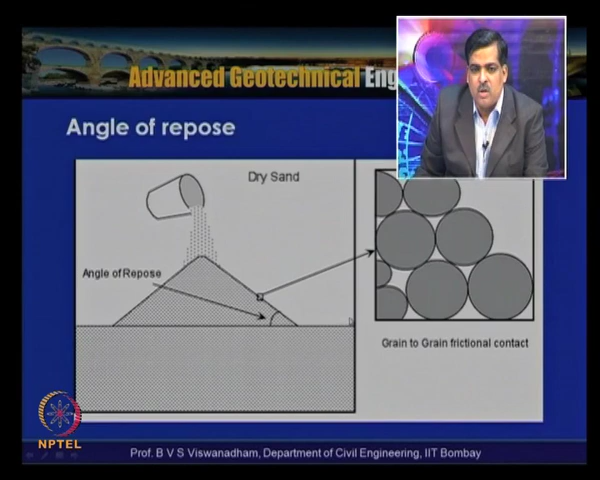 Advanced Geotechnical Eng
Angle of repose
Dry Sand
Angle of Repose
Grain to Grain frictional contact
NPTEL
Prof. B V S Viswanadham, Department of Civil Engineering, IIT Bombay